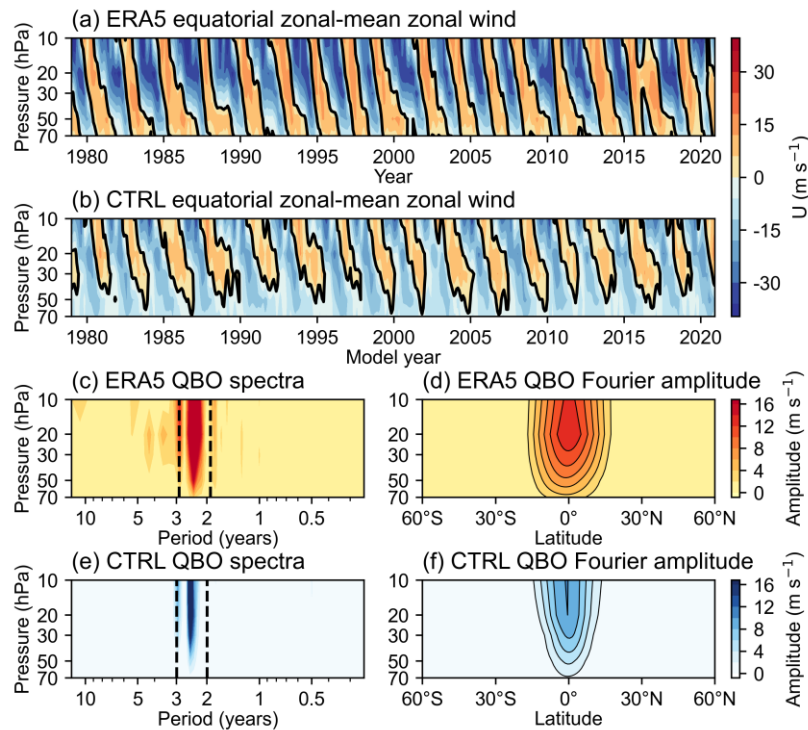 (a) ERA5 equatorial zonal-mean zonal wind
Pressure (hPa)
10
20
30
50
70
1980 1985 1990 1995 2000 2005 2010 2015 2020
Year
(b) CTRL equatorial zonal-mean zonal wind
Pressure (hPa)
10
20
30
50
70
1980 1985 1990 1995 2000 2005 2010 2015 2020
Model year
30
15
0
-15
-30
U (m s⁻¹)
(c) ERA5 QBO spectra
Pressure (hPa)
10
20
30
50
70
10 5 3 2 1 0.5
Period (years)
(d) ERA5 QBO Fourier amplitude
10
20
30
50
70
60°S 30°S 0° 30°N 60°N
Latitude
16
12
8
4
0
Amplitude (m s⁻¹)
(e) CTRL QBO spectra
Pressure (hPa)
10
20
30
50
70
10 5 3 2 1 0.5
Period (years)
(f) CTRL QBO Fourier amplitude
10
20
30
50
70
60°S 30°S 0° 30°N 60°N
Latitude
16
12
8
4
0
Amplitude (m s⁻¹)